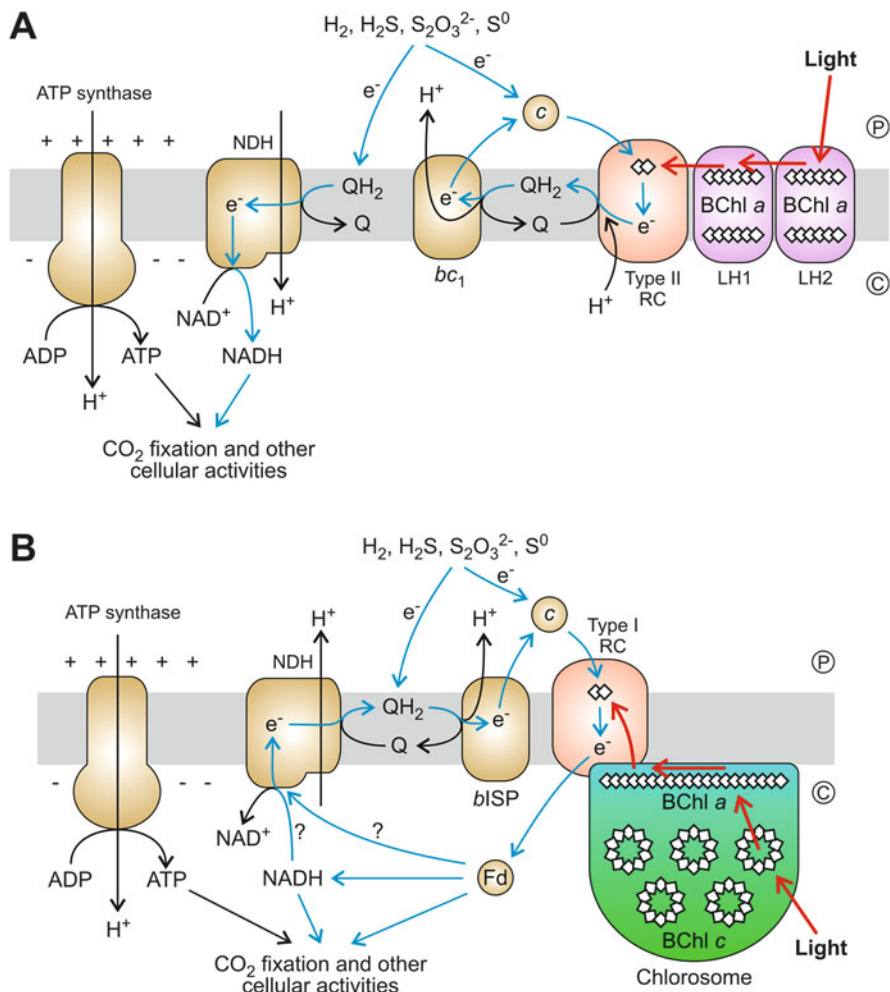 A
H₂, H₂S, S₂O₃²⁻, S⁰
e⁻
e⁻
Light
ATP synthase
H⁺
c
+ + + + +
NDH
P
QH₂
QH₂
e⁻
e⁻
BChl a
BChl a
Q
Q
e⁻
- - - -
bc₁
Type II
RC
LH1
LH2
C
H⁺
H⁺
NAD⁺
ADP
ATP
NADH
H⁺
CO₂ fixation and other
cellular activities
B
H₂, H₂S, S₂O₃²⁻, S⁰
e⁻
ATP synthase
e⁻
H⁺
H⁺
c
Type I
RC
+ + + + +
NDH
P
e⁻
QH₂
e⁻
Q
e⁻
- - - -
bISP
BChl a
C
NAD⁺
?
?
ADP
ATP
NADH
Fd
H⁺
BChl c
Light
CO₂ fixation and other
cellular activities
Chlorosome